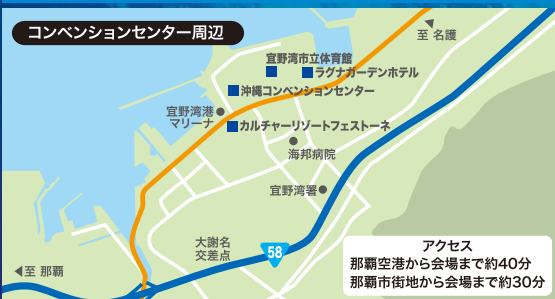 コンベンションセンター周辺
至 名護
宜野湾市立体育館
ラグナガーデンホテル
沖縄コンベンションセンター
宜野湾港
マリーナ
カルチャーリゾートフェストーネ
海邦病院
宜野湾署
大謝名
交差点
58
至 那覇
アクセス
那覇空港から会場まで約40分
那覇市街地から会場まで約30分